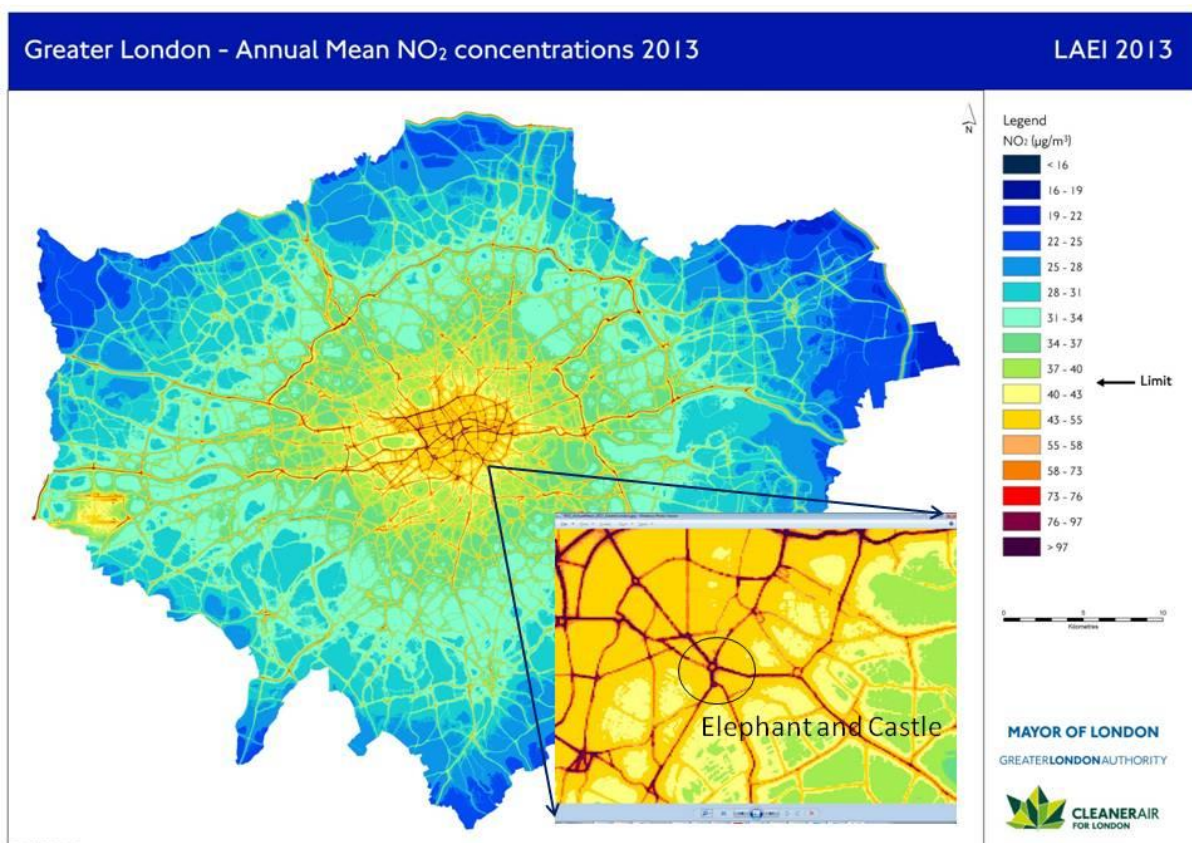 Greater London - Annual Mean NO₂ concentrations 2013
LAEI 2013
N
Legend
NO₂ (µg/m³)
< 16
16 - 19
19 - 22
22 - 25
25 - 28
28 - 31
31 - 34
34 - 37
37 - 40
Limit
40 - 43
43 - 55
55 - 58
58 - 73
73 - 76
76 - 97
> 97
0 5 10
Kilometres
Elephant and Castle
MAYOR OF LONDON
GREATERLONDONAUTHORITY
CLEANERAIR
FOR LONDON